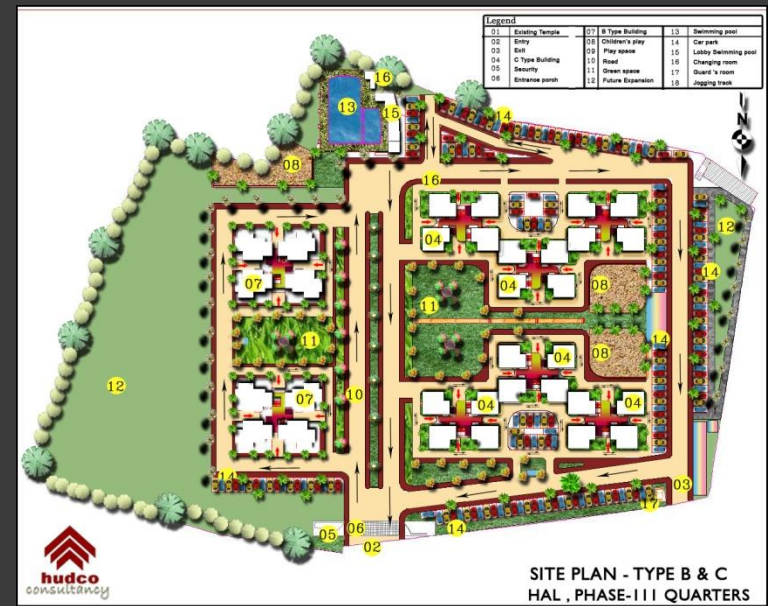 Legend
01 Existing Temple 07 B Type Building 13 Swimming pool
02 Entry 08 Children's play 14 Car park
03 Exit 09 Play space 15 Lobby Swimming pool
04 C Type Building 10 Road 16 Changing room
05 Security 11 Green space 17 Guard 's room
06 Entrance porch 12 Future Expansion 18 Jogging track
16
13
15
14
N
08
16
12
04
07
04
08
14
11
11
14
08
04
12
07
10
04
04
14
03
17
06
05
14
02
hudco
consultancy
SITE PLAN - TYPE B & C
HAL , PHASE-111 QUARTERS